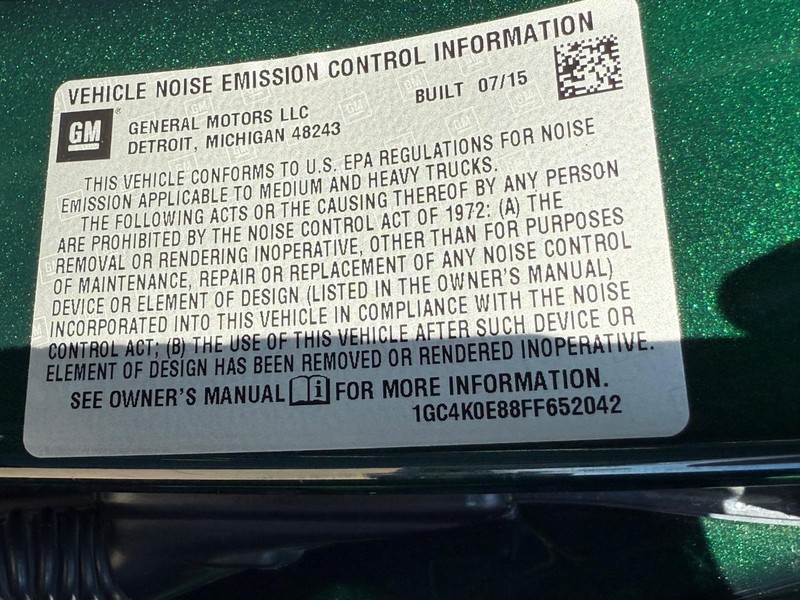 VEHICLE NOISE EMISSION CONTROL INFORMATION
GM®
GENERAL MOTORS LLC
DETROIT, MICHIGAN 48243
BUILT 07/15
THIS VEHICLE CONFORMS TO U.S. EPA REGULATIONS FOR NOISE
EMISSION APPLICABLE TO MEDIUM AND HEAVY TRUCKS.
THE FOLLOWING ACTS OR THE CAUSING THEREOF BY ANY PERSON
ARE PROHIBITED BY THE NOISE CONTROL ACT OF 1972: (A) THE
REMOVAL OR RENDERING INOPERATIVE, OTHER THAN FOR PURPOSES
OF MAINTENANCE, REPAIR OR REPLACEMENT OF ANY NOISE CONTROL
DEVICE OR ELEMENT OF DESIGN (LISTED IN THE OWNER'S MANUAL)
INCORPORATED INTO THIS VEHICLE IN COMPLIANCE WITH THE NOISE
CONTROL ACT; (B) THE USE OF THIS VEHICLE AFTER SUCH DEVICE OR
ELEMENT OF DESIGN HAS BEEN REMOVED OR RENDERED INOPERATIVE.
SEE OWNER'S MANUAL FOR MORE INFORMATION.
1GC4K0E88FF652042